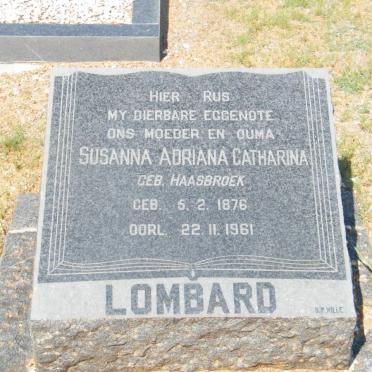 HIER RUS
MY DIERBARE EGGENOTE
ONS MOEDER EN OUMA
SUSANNA ADRIANA CATHARINA
GEB. HAASBROEK
GEB. 5. 2. 1876
OORL. 22. 11. 1961
LOMBARD